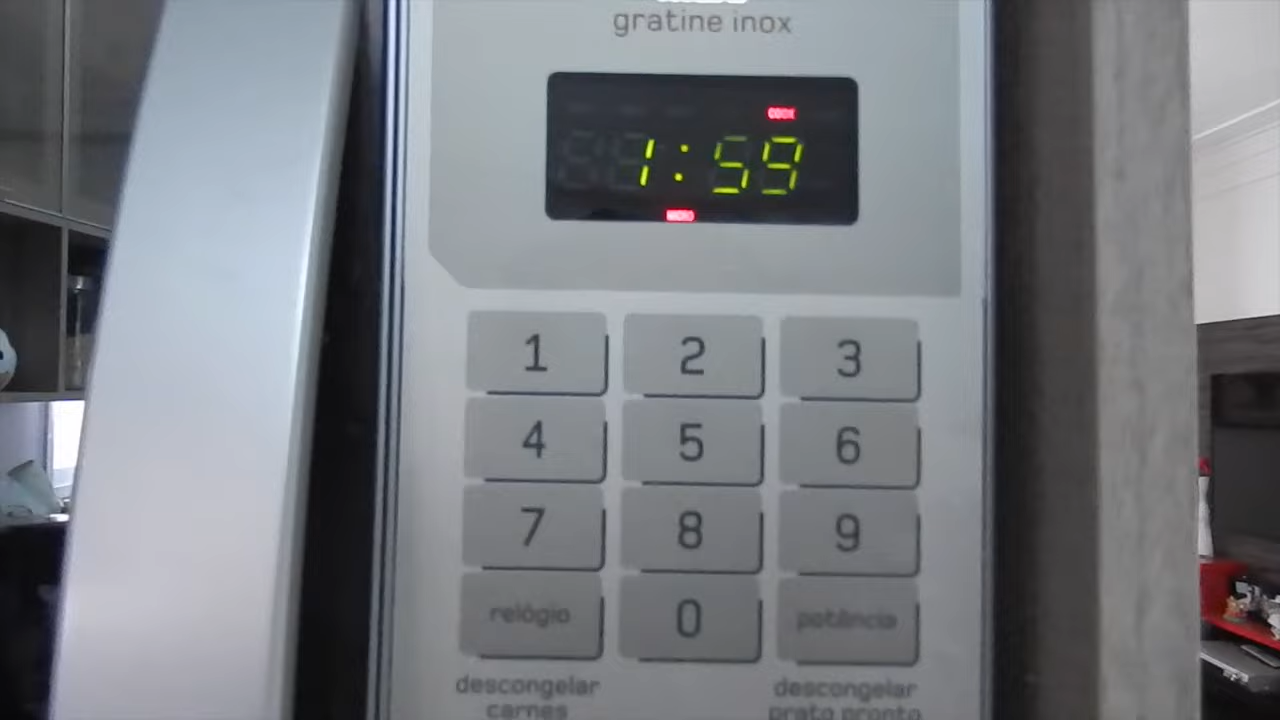 gratine inox
COOK
1:59
MICRO
1 2 3
4 5 6
7 8 9
relógio 0 potência
descongelar descongelar
carnes prato pronto